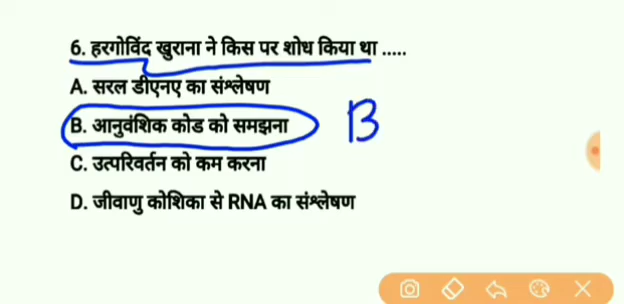 6. हरगोविंद खुराना ने किस पर शोध किया था .....
A. सरल डीएनए का संश्लेषण
B. आनुवंशिक कोड को समझना
B
C. उत्परिवर्तन को कम करना
D. जीवाणु कोशिका से RNA का संश्लेषण